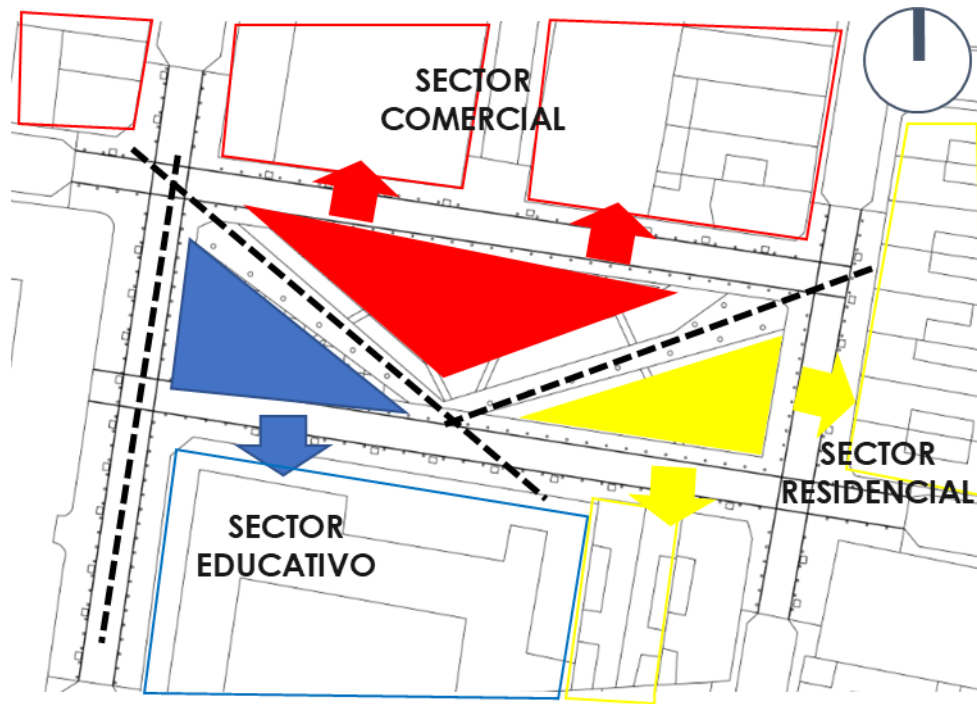 SECTOR
COMERCIAL
SECTOR
RESIDENCIAL
SECTOR
EDUCATIVO